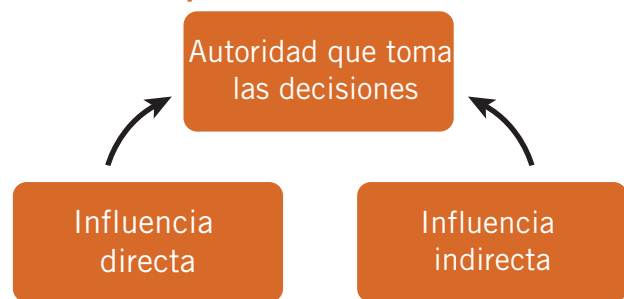 Autoridad que toma
las decisiones
Influencia
directa
Influencia
indirecta